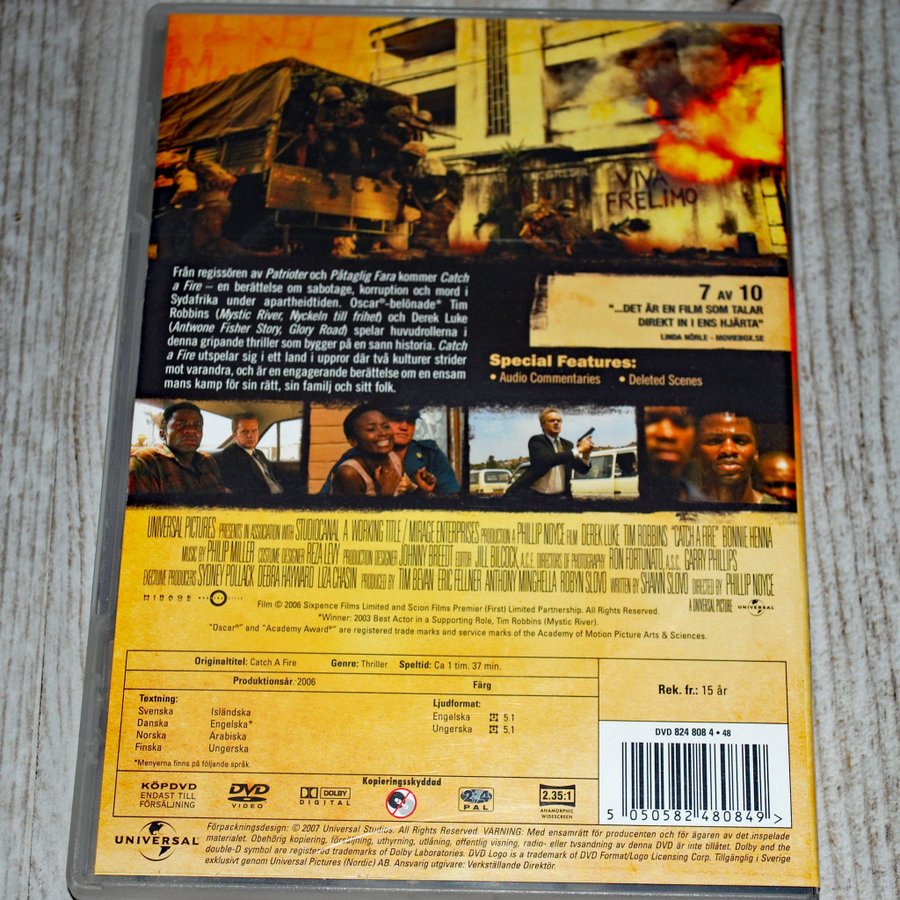 VIVA
FRELIMO
Från regissören av Patrioter och Påtaglig Fara kommer Catch
a Fire – en berättelse om sabotage, korruption och mord i
Sydafrika under apartheidtiden. Oscar®-belönade* Tim
Robbins (Mystic River, Nyckeln till frihet) och Derek Luke
(Antwone Fisher Story, Glory Road) spelar huvudrollerna i
denna gripande thriller som bygger på en sann historia. Catch
a Fire utspelar sig i ett land i uppror där två kulturer strider
mot varandra, och är en engagerande berättelse om en ensam
mans kamp för sin rätt, sin familj och sitt folk.
7 AV 10
"...DET ÄR EN FILM SOM TALAR
DIREKT IN I ENS HJÄRTA"
LINDA NÖRLE - MOVIEBOX.SE
Special Features:
• Audio Commentaries • Deleted Scenes
UNIVERSAL PICTURES PRESENTS IN ASSOCIATION WITH STUDIOCANAL A WORKING TITLE / MIRAGE ENTERPRISES PRODUCTION A PHILLIP NOYCE FILM DEREK LUKE TIM ROBBINS "CATCH A FIRE" BONNIE HENNA
MUSIC BY PHILIP MILLER COSTUME DESIGNER REZA LEVY PRODUCTION DESIGNER JOHNNY BREEDT EDITOR JILL BILCOCK, A.C.E. DIRECTORS OF PHOTOGRAPHY RON FORTUNATO, A.S.C. GARRY PHILLIPS
EXECUTIVE PRODUCERS SYDNEY POLLACK DEBRA HAYWARD LIZA CHASIN PRODUCED BY TIM BEVAN ERIC FELLNER ANTHONY MINGHELLA ROBYN SLOVO WRITTEN BY SHAWN SLOVO DIRECTED BY PHILLIP NOYCE
MIRAGE
A UNIVERSAL PICTURE UNIVERSAL
Film © 2006 Sixpence Films Limited and Scion Films Premier (First) Limited Partnership. All Rights Reserved.
*Winner: 2003 Best Actor in a Supporting Role, Tim Robbins (Mystic River).
"Oscar®" and "Academy Award®" are registered trade marks and service marks of the Academy of Motion Picture Arts & Sciences.
Originaltitel: Catch A Fire Genre: Thriller Speltid: Ca 1 tim. 37 min.
Produktionsår. 2006 Färg
Rek. fr.: 15 år
Textning:
Svenska Isländska
Danska Engelska*
Norska Arabiska
Finska Ungerska
*Menyerna finns på följande språk.
Ljudformat:
Engelska 5.1
Ungerska 5.1
DVD 824 808 4 • 48
5 050582 480849 >
KÖPDVD
ENDAST TILL
FÖRSÄLJNING
DVD
VIDEO
DOLBY
DIGITAL
Kopieringsskyddad
2/4
PAL
2.35:1
ANAMORPHIC
WIDESCREEN
UNIVERSAL
Förpackningsdesign: © 2007 Universal Studios. All Rights Reserved. VARNING: Med ensamrätt för producenten och för ägaren av det inspelade
materialet. Obehörig kopiering, försäljning, uthyrning, utlåning, offentlig visning, radio- eller tvsändning av denna DVD är inte tillåtet. Dolby and the
double-D symbol are registered trademarks of Dolby Laboratories. DVD Logo is a trademark of DVD Format/Logo Licensing Corp. Tillgänglig i Sverige
exklusivt genom Universal Pictures (Nordic) AB. Ansvarig utgivare: Verkställande Direktör.